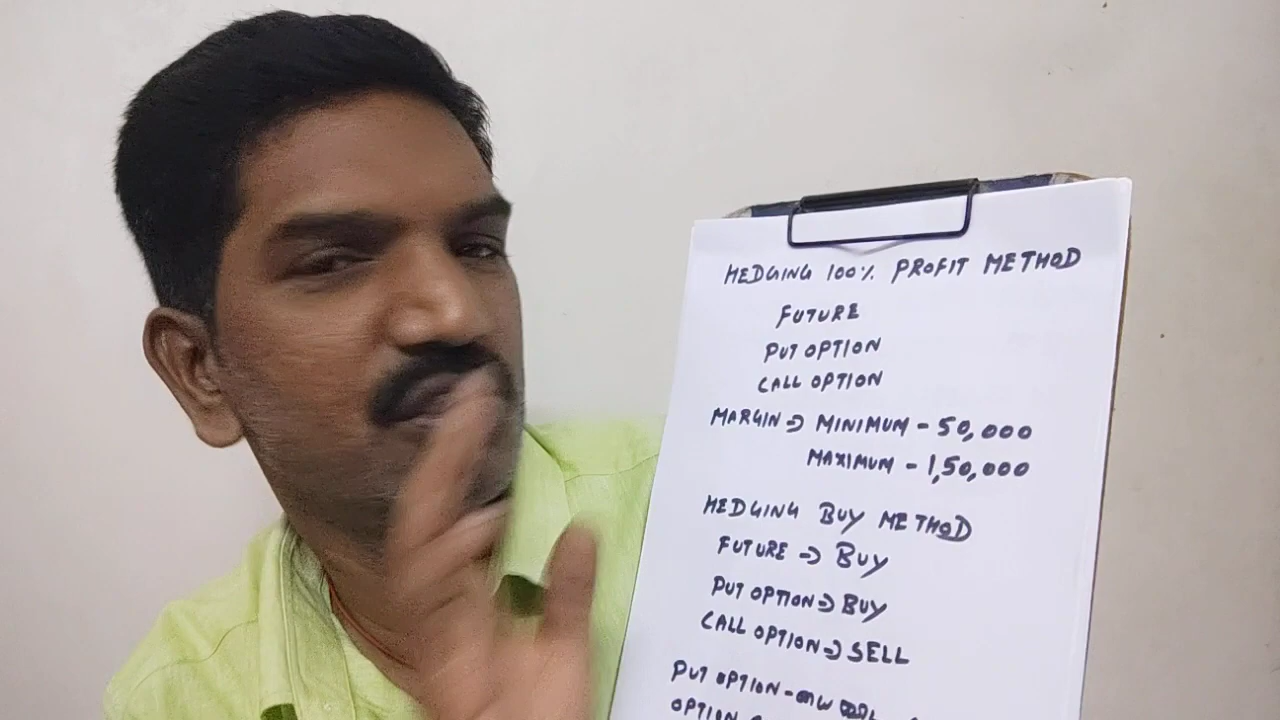 HEDGING 100% PROFIT METHOD
FUTURE
PUT OPTION
CALL OPTION
MARGIN → MINIMUM - 50,000
MAXIMUM - 1,50,000
HEDGING BUY METHOD
FUTURE → BUY
PUT OPTION → BUY
CALL OPTION → SELL
PUT OPTION -
OPTION